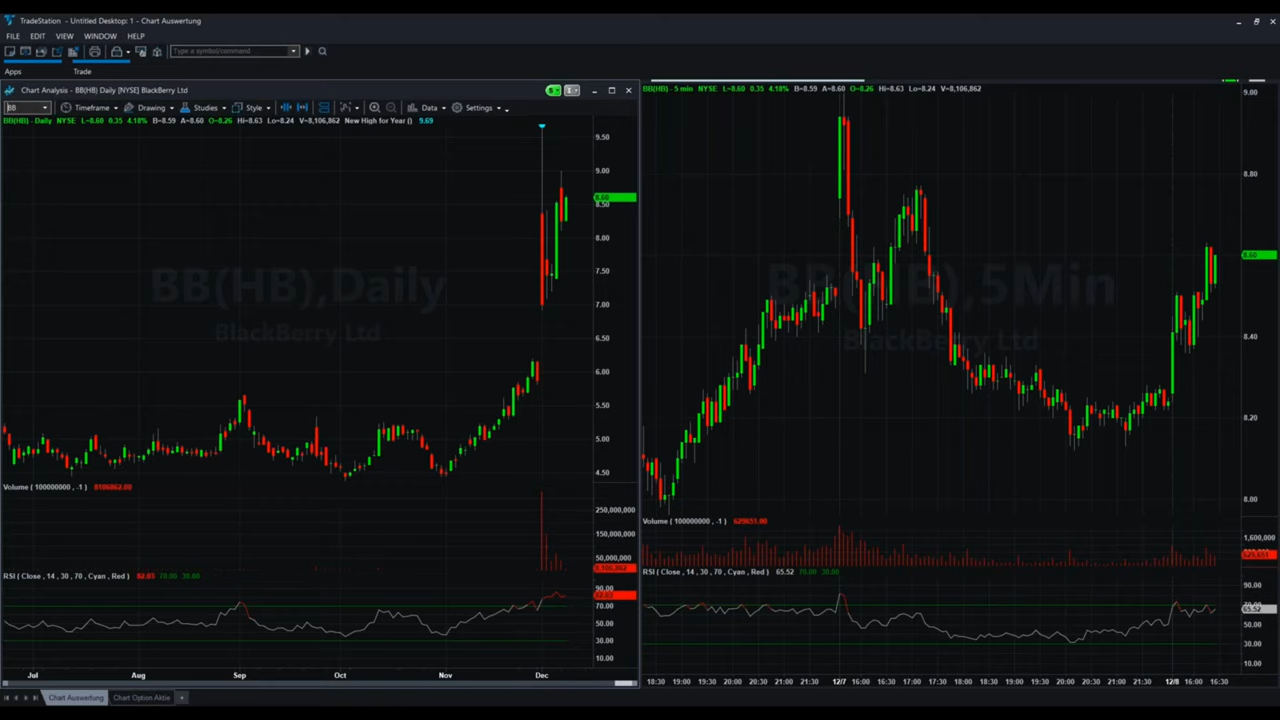 TradeStation - Untitled Desktop: 1 - Chart Auswertung
FILE EDIT VIEW WINDOW HELP
Type a symbol/command
Apps Trade
Chart Analysis - BB(HB) Daily [NYSE] BlackBerry Ltd
BB Timeframe Drawing Studies Style Data Settings
BB(HB) - Daily NYSE L=8.60 0.35 4.18% B=8.59 A=8.60 O=8.26 Hi=8.63 Lo=8.24 V=8,106,862 New High for Year () 9.69
9.50
9.00
8.60
8.50
8.00
7.50
7.00
6.50
6.00
5.50
5.00
4.50
BB(HB),Daily
BlackBerry Ltd
Volume ( 100000000 , -1 ) 8106862.00
250,000,000
150,000,000
50,000,000
8,106,862
RSI ( Close , 14 , 30 , 70 , Cyan , Red ) 82.03 70.00 30.00
90.00
70.00
50.00
30.00
10.00
Jul Aug Sep Oct Nov Dec
BB(HB) - 5 min NYSE L=8.60 0.35 4.18% B=8.59 A=8.60 O=8.26 Hi=8.63 Lo=8.24 V=8,106,862
9.00
8.80
8.60
8.40
8.20
8.00
BB(HB),5Min
BlackBerry Ltd
Volume ( 100000000 , -1 ) 629651.00
1,600,000
629,651
RSI ( Close , 14 , 30 , 70 , Cyan , Red ) 65.52 70.00 30.00
90.00
65.52
50.00
30.00
10.00
18:30 19:00 19:30 20:00 20:30 21:00 21:30 12/7 16:00 16:30 17:00 17:30 18:00 18:30 19:00 19:30 20:00 20:30 21:00 21:30 12/8 16:00 16:30
Chart Auswertung Chart Option Aktie +